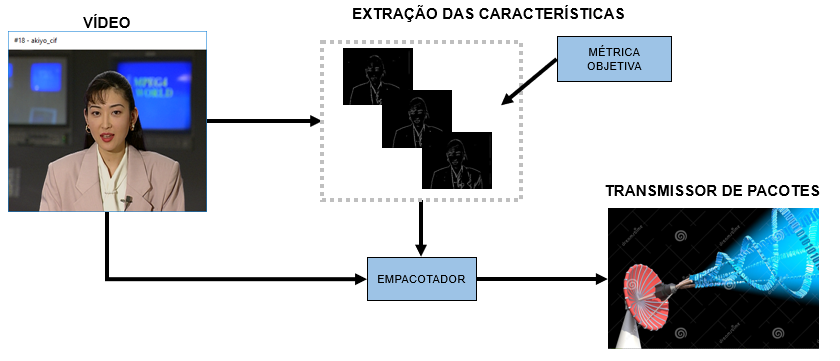 VÍDEO
EXTRAÇÃO DAS CARACTERÍSTICAS
#18 - akiyo_cif
MPEG4
WORLD
MÉTRICA
OBJETIVA
TRANSMISSOR DE PACOTES
EMPACOTADOR